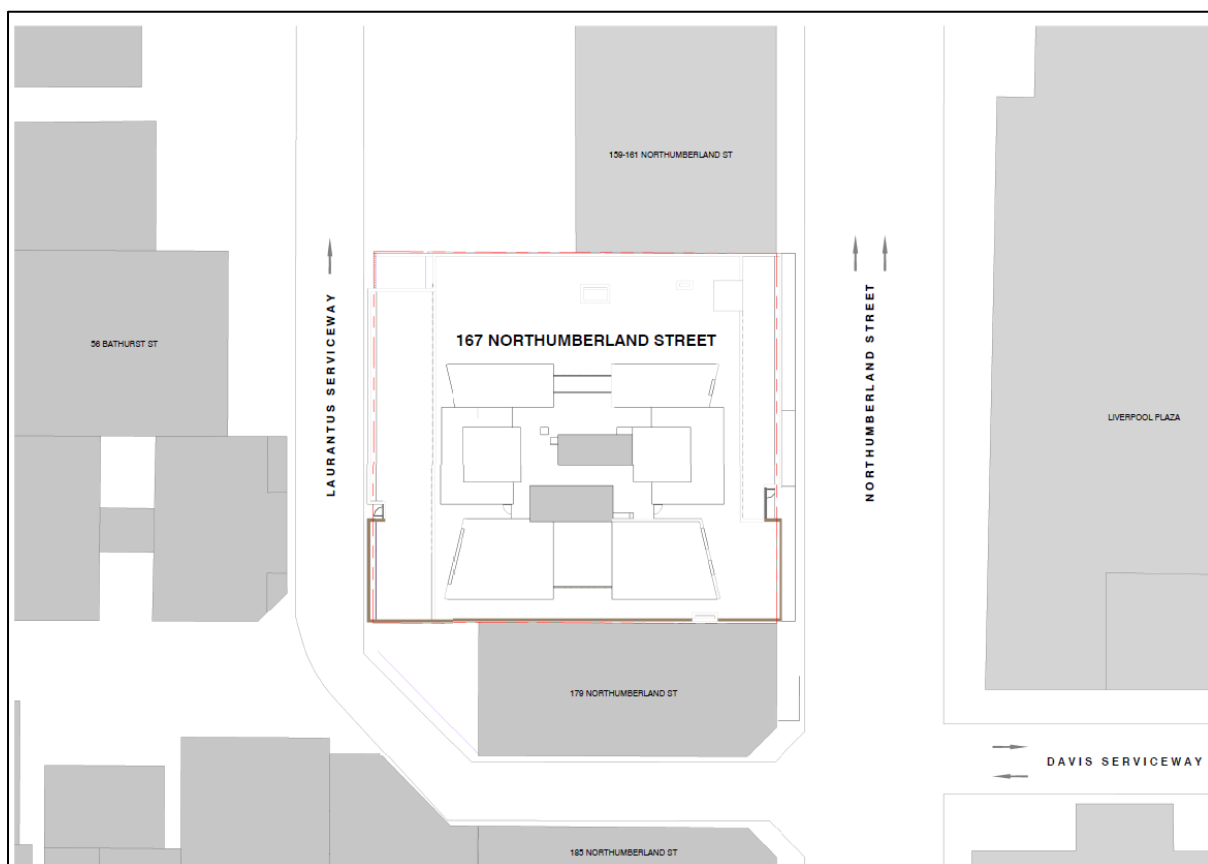 159-161 NORTHUMBERLAND ST
167 NORTHUMBERLAND STREET
LAURANTUS SERVICEWAY
NORTHUMBERLAND STREET
56 BATHURST ST
LIVERPOOL PLAZA
179 NORTHUMBERLAND ST
DAVIS SERVICEWAY
185 NORTHUMBERLAND ST